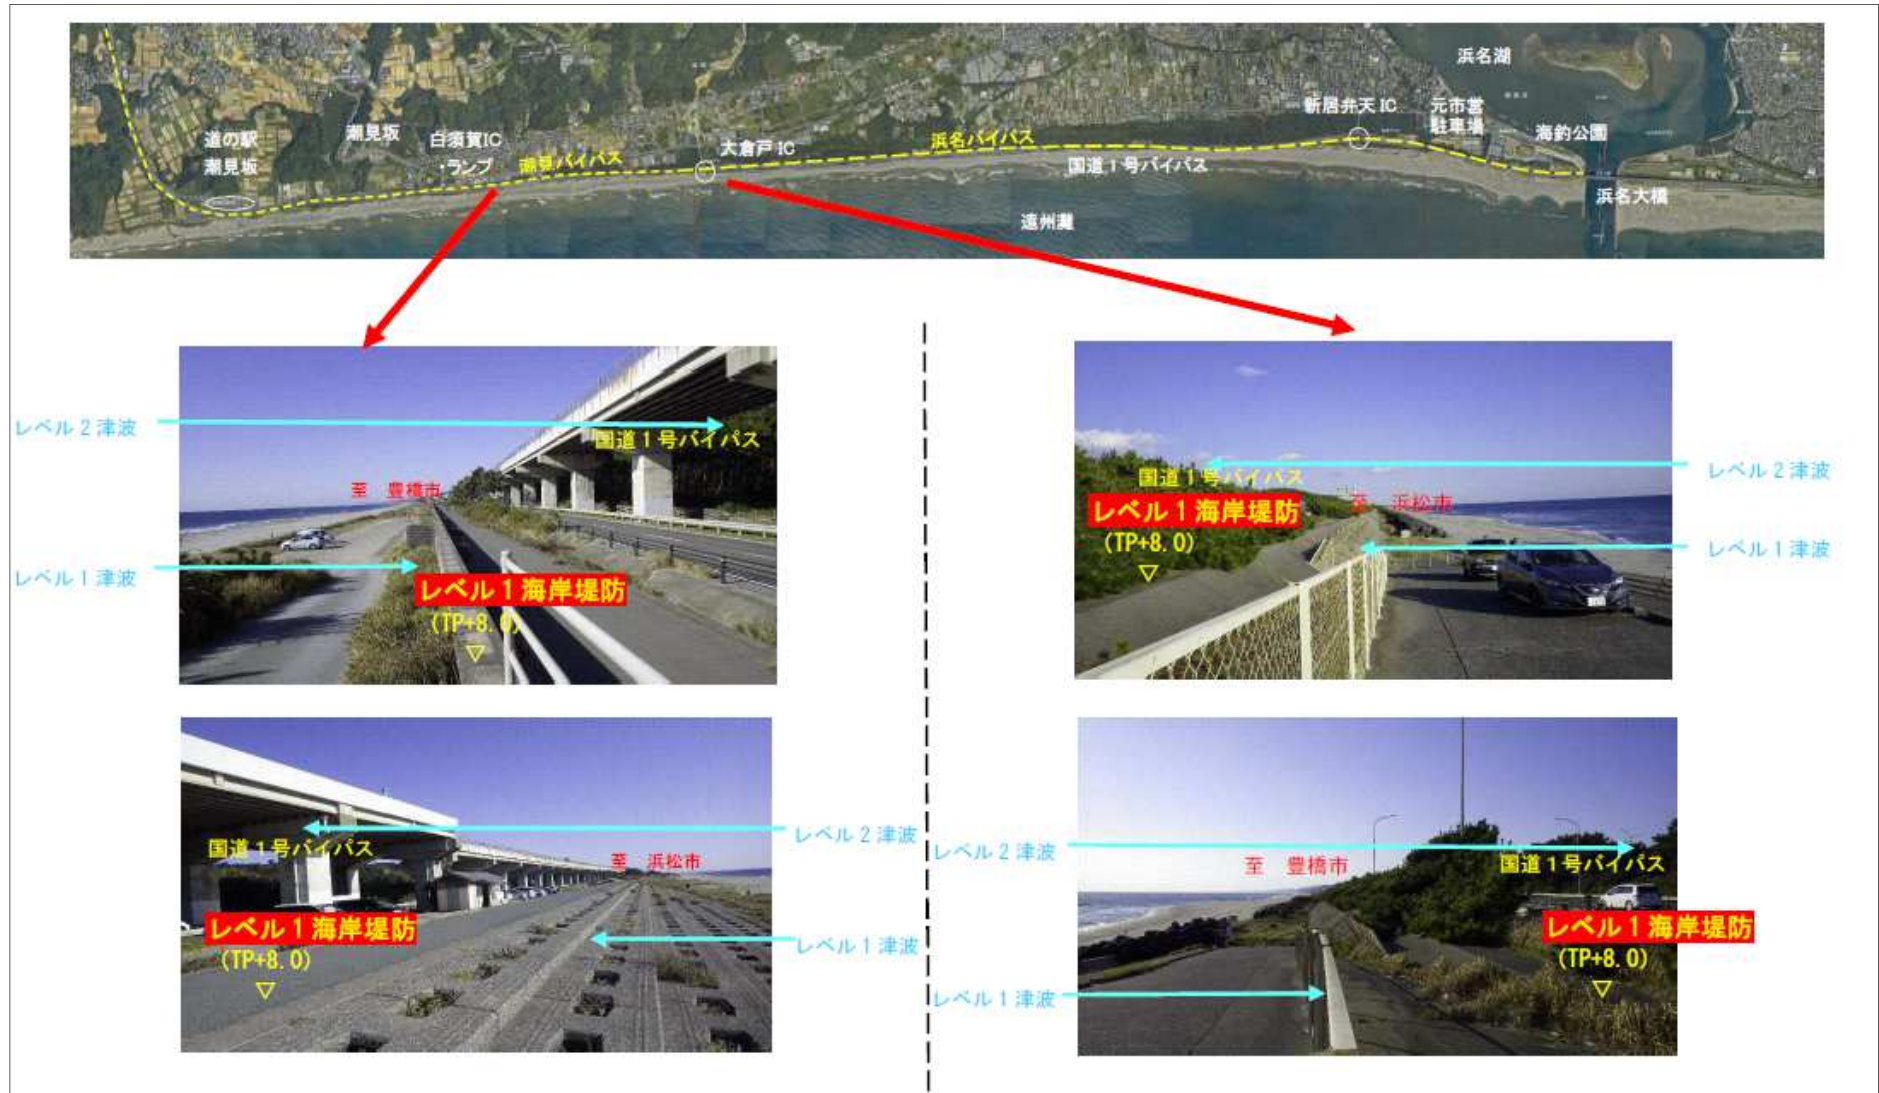 浜名湖
新居弁天 IC
元市営
駐車場
海釣公園
道の駅
潮見坂
潮見坂
白須賀IC
・ランプ
潮見バイパス
大倉戸 IC
浜名バイパス
国道1号バイパス
浜名大橋
遠州灘
レベル2津波
国道1号バイパス
至 豊橋市
レベル1津波
レベル1海岸堤防
(TP+8.0)
▽
国道1号バイパス
レベル2津波
レベル1海岸堤防
至 浜松市
(TP+8.0)
レベル1津波
▽
レベル2津波
国道1号バイパス
至 浜松市
レベル1海岸堤防
レベル1津波
(TP+8.0)
▽
レベル2津波
至 豊橋市
国道1号バイパス
レベル1海岸堤防
(TP+8.0)
▽
レベル1津波